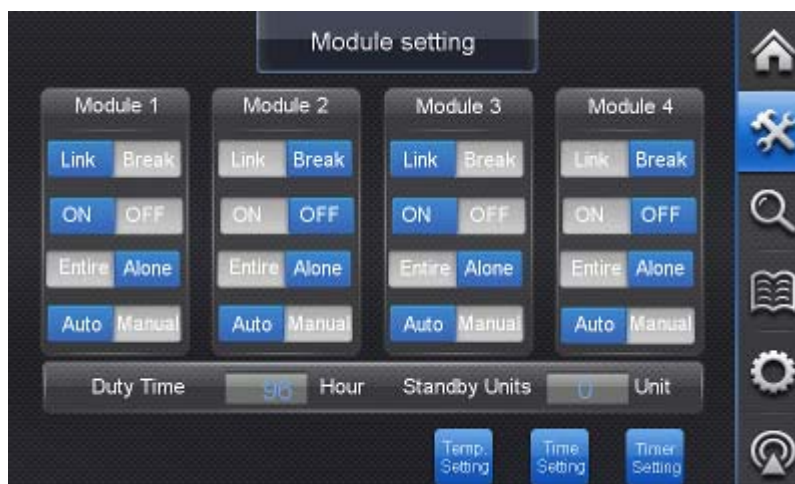 Module setting
Module 1 Module 2 Module 3 Module 4
Link Break Link Break Link Break Link Break
ON OFF ON OFF ON OFF ON OFF
Entire Alone Entire Alone Entire Alone Entire Alone
Auto Manual Auto Manual Auto Manual Auto Manual
Duty Time 96 Hour Standby Units 0 Unit
Temp. Time Timer
Setting Setting Setting